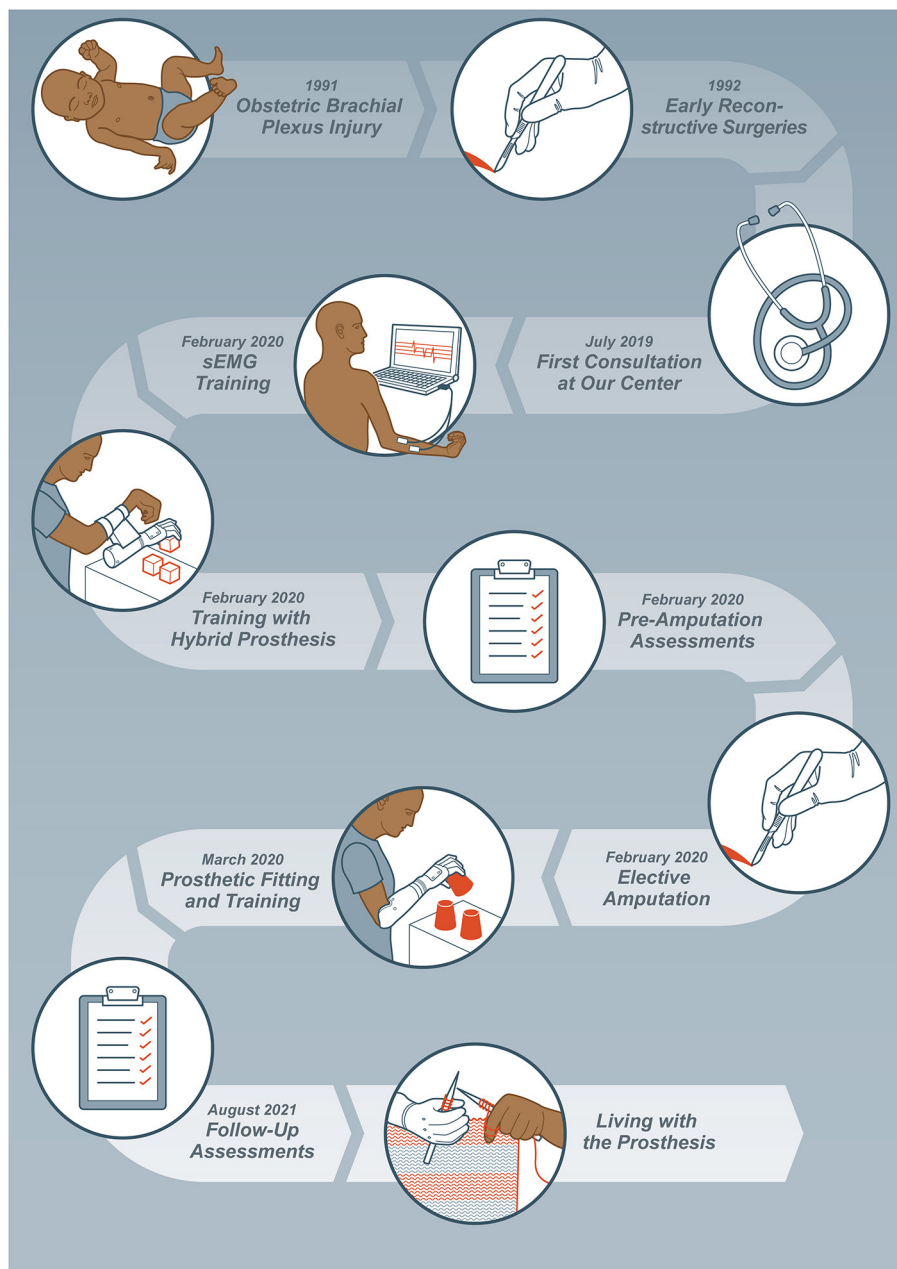 1991
Obstetric Brachial
Plexus Injury
1992
Early Recon-
structive Surgeries
July 2019
First Consultation
at Our Center
February 2020
sEMG
Training
February 2020
Training with
Hybrid Prosthesis
February 2020
Pre-Amputation
Assessments
February 2020
Elective
Amputation
March 2020
Prosthetic Fitting
and Training
August 2021
Follow-Up
Assessments
Living with
the Prosthesis